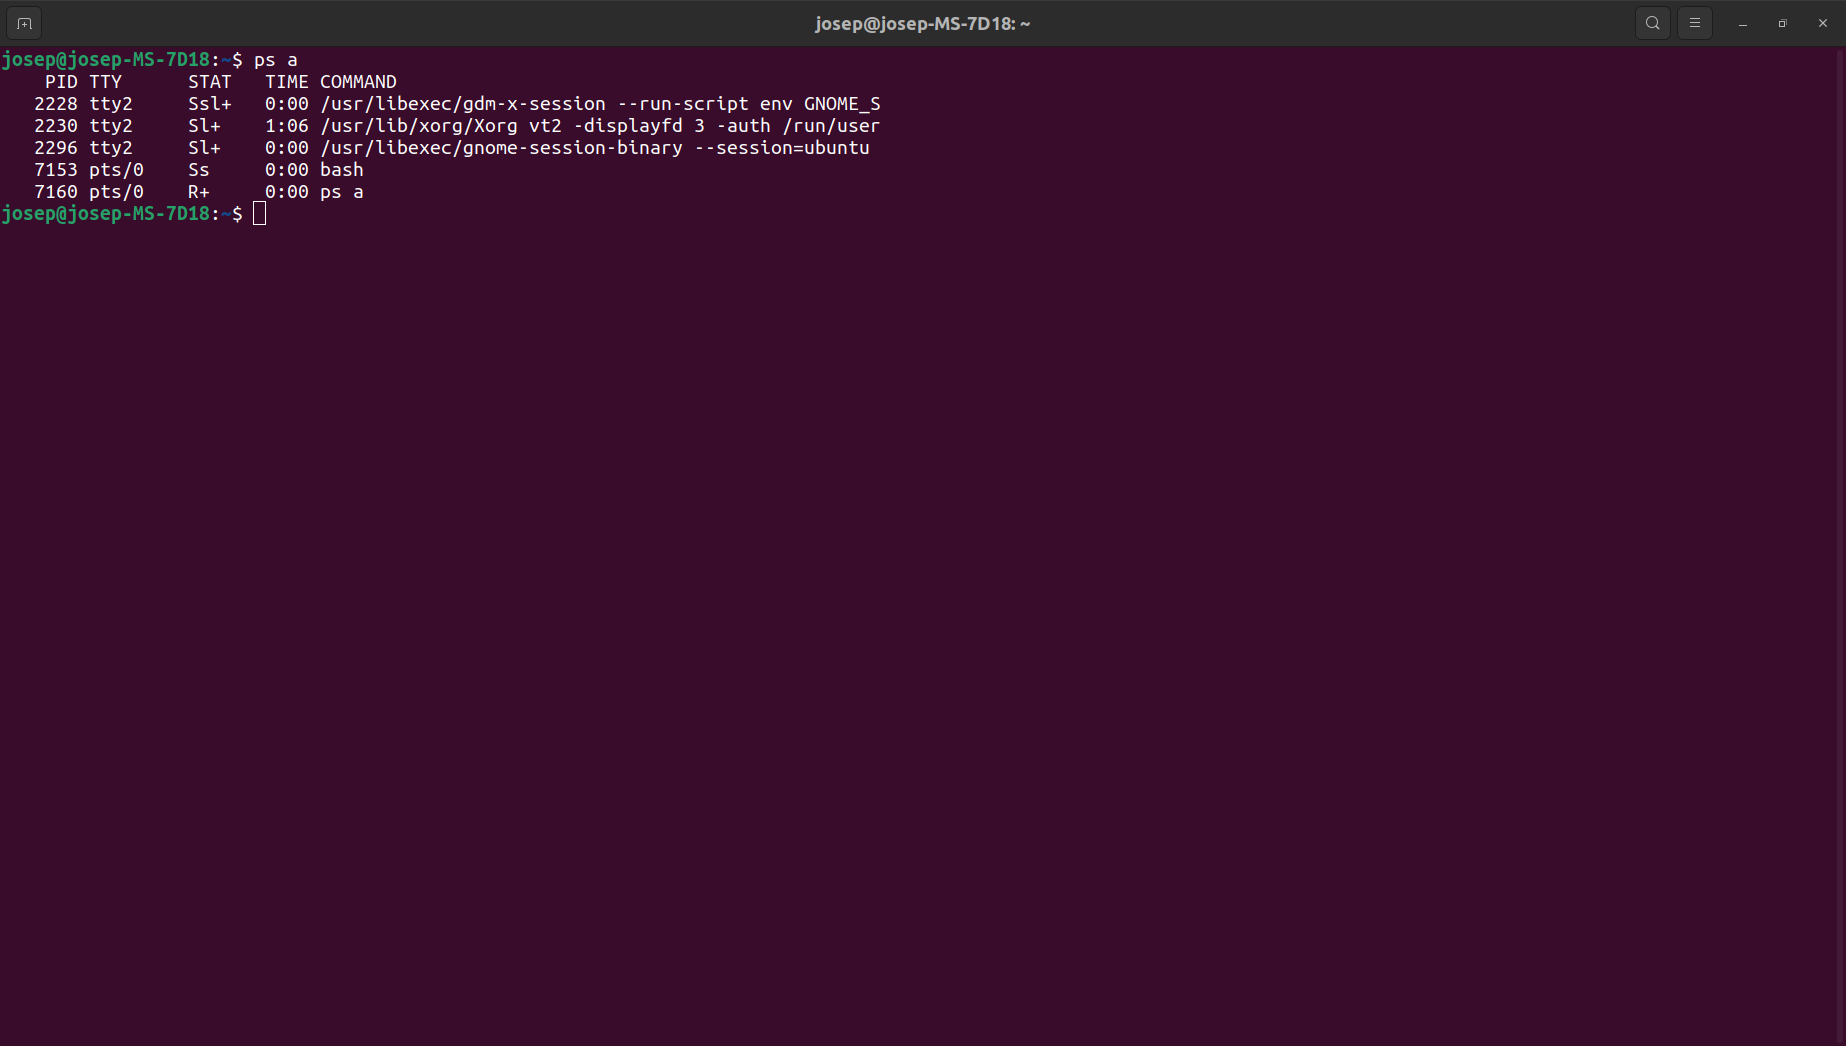 josep@josep-MS-7D18: ~
josep@josep-MS-7D18:~$ ps a
    PID TTY      STAT   TIME COMMAND
   2228 tty2     Ssl+   0:00 /usr/libexec/gdm-x-session --run-script env GNOME_S
   2230 tty2     Sl+    1:06 /usr/lib/xorg/Xorg vt2 -displayfd 3 -auth /run/user
   2296 tty2     Sl+    0:00 /usr/libexec/gnome-session-binary --session=ubuntu
   7153 pts/0    Ss     0:00 bash
   7160 pts/0    R+     0:00 ps a
josep@josep-MS-7D18:~$